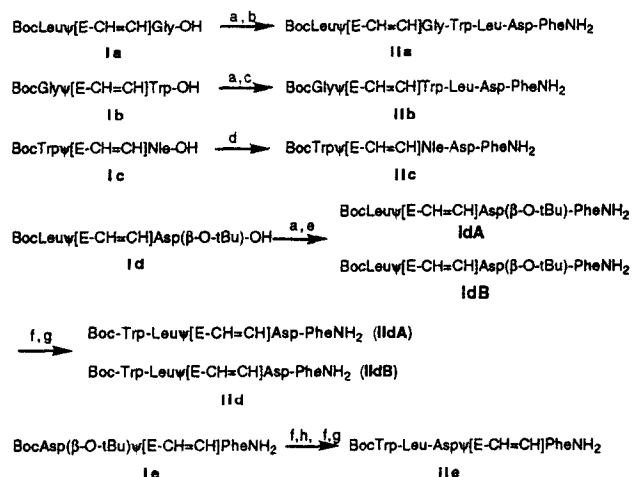 BocLeuψ[E-CH=CH]Gly-OH a, b BocLeuψ[E-CH=CH]Gly-Trp-Leu-Asp-PheNH₂
Ia IIa
BocGlyψ[E-CH=CH]Trp-OH a, c BocGlyψ[E-CH=CH]Trp-Leu-Asp-PheNH₂
Ib IIb
BocTrpψ[E-CH=CH]Nle-OH d BocTrpψ[E-CH=CH]Nle-Asp-PheNH₂
Ic IIc
BocLeuψ[E-CH=CH]Asp(β-O-tBu)-PheNH₂
BocLeuψ[E-CH=CH]Asp(β-O-tBu)-OH a, e IdA
Id BocLeuψ[E-CH=CH]Asp(β-O-tBu)-PheNH₂
IdB
f, g Boc-Trp-Leuψ[E-CH=CH]Asp-PheNH₂ (IIdA)
Boc-Trp-Leuψ[E-CH=CH]Asp-PheNH₂ (IIdB)
IId
BocAsp(β-O-tBu)ψ[E-CH=CH]PheNH₂ f,h, f,g BocTrp-Leu-Aspψ[E-CH=CH]PheNH₂
Ie IIe